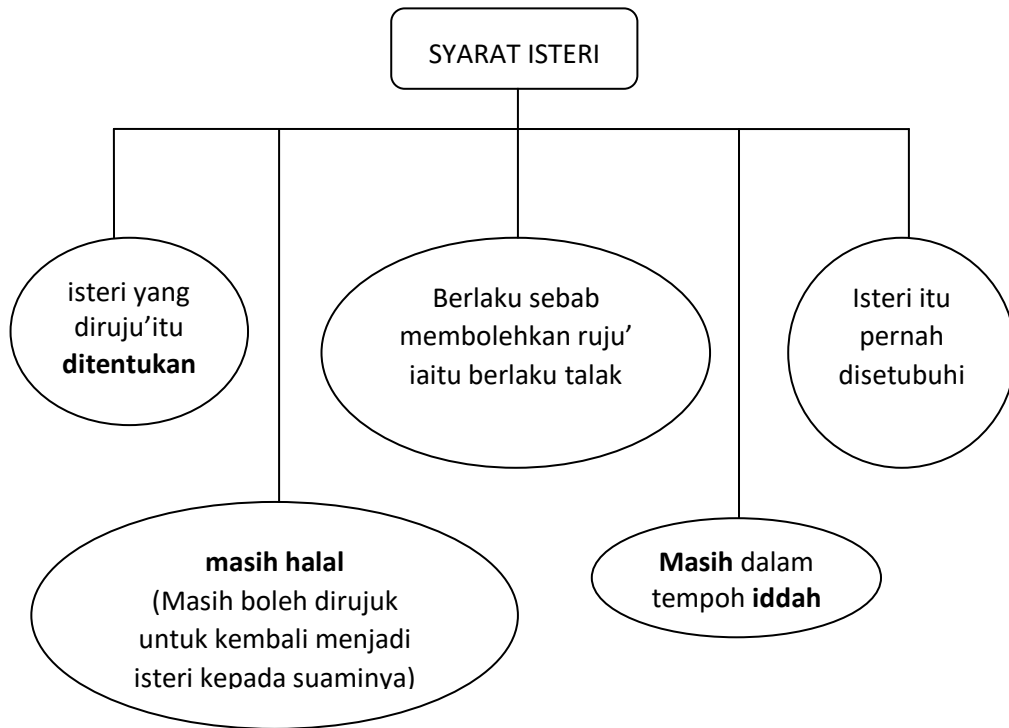 SYARAT ISTERI
isteri yang
diruju’itu
ditentukan
Berlaku sebab
membolehkan ruju’
iaitu berlaku talak
Isteri itu
pernah
disetubuhi
masih halal
(Masih boleh dirujuk
untuk kembali menjadi
isteri kepada suaminya)
Masih dalam
tempoh iddah